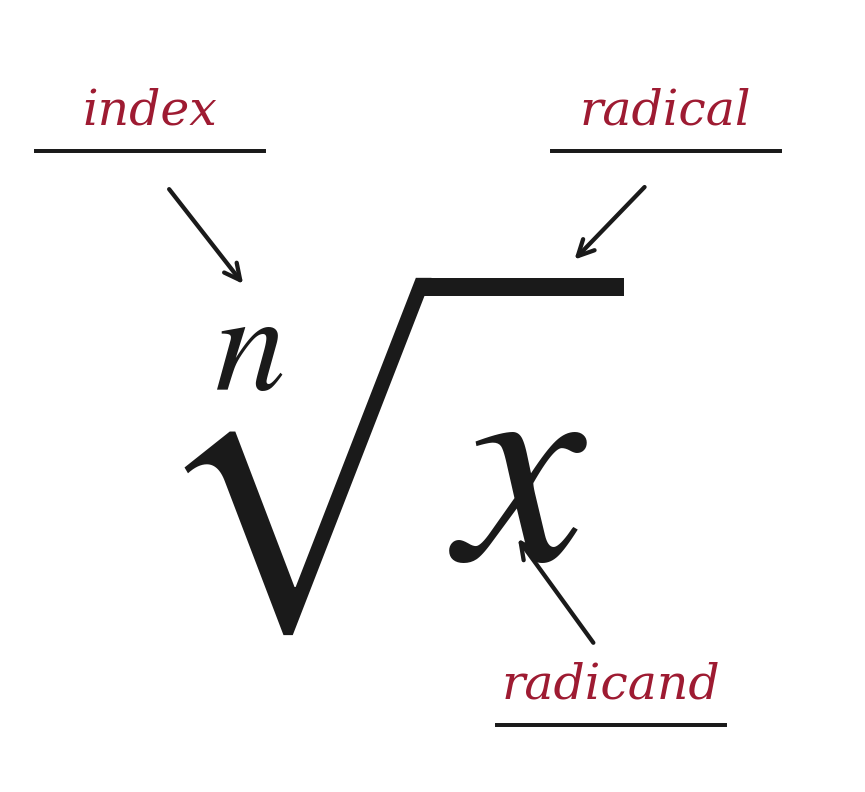 index
radical
n
√x
radicand